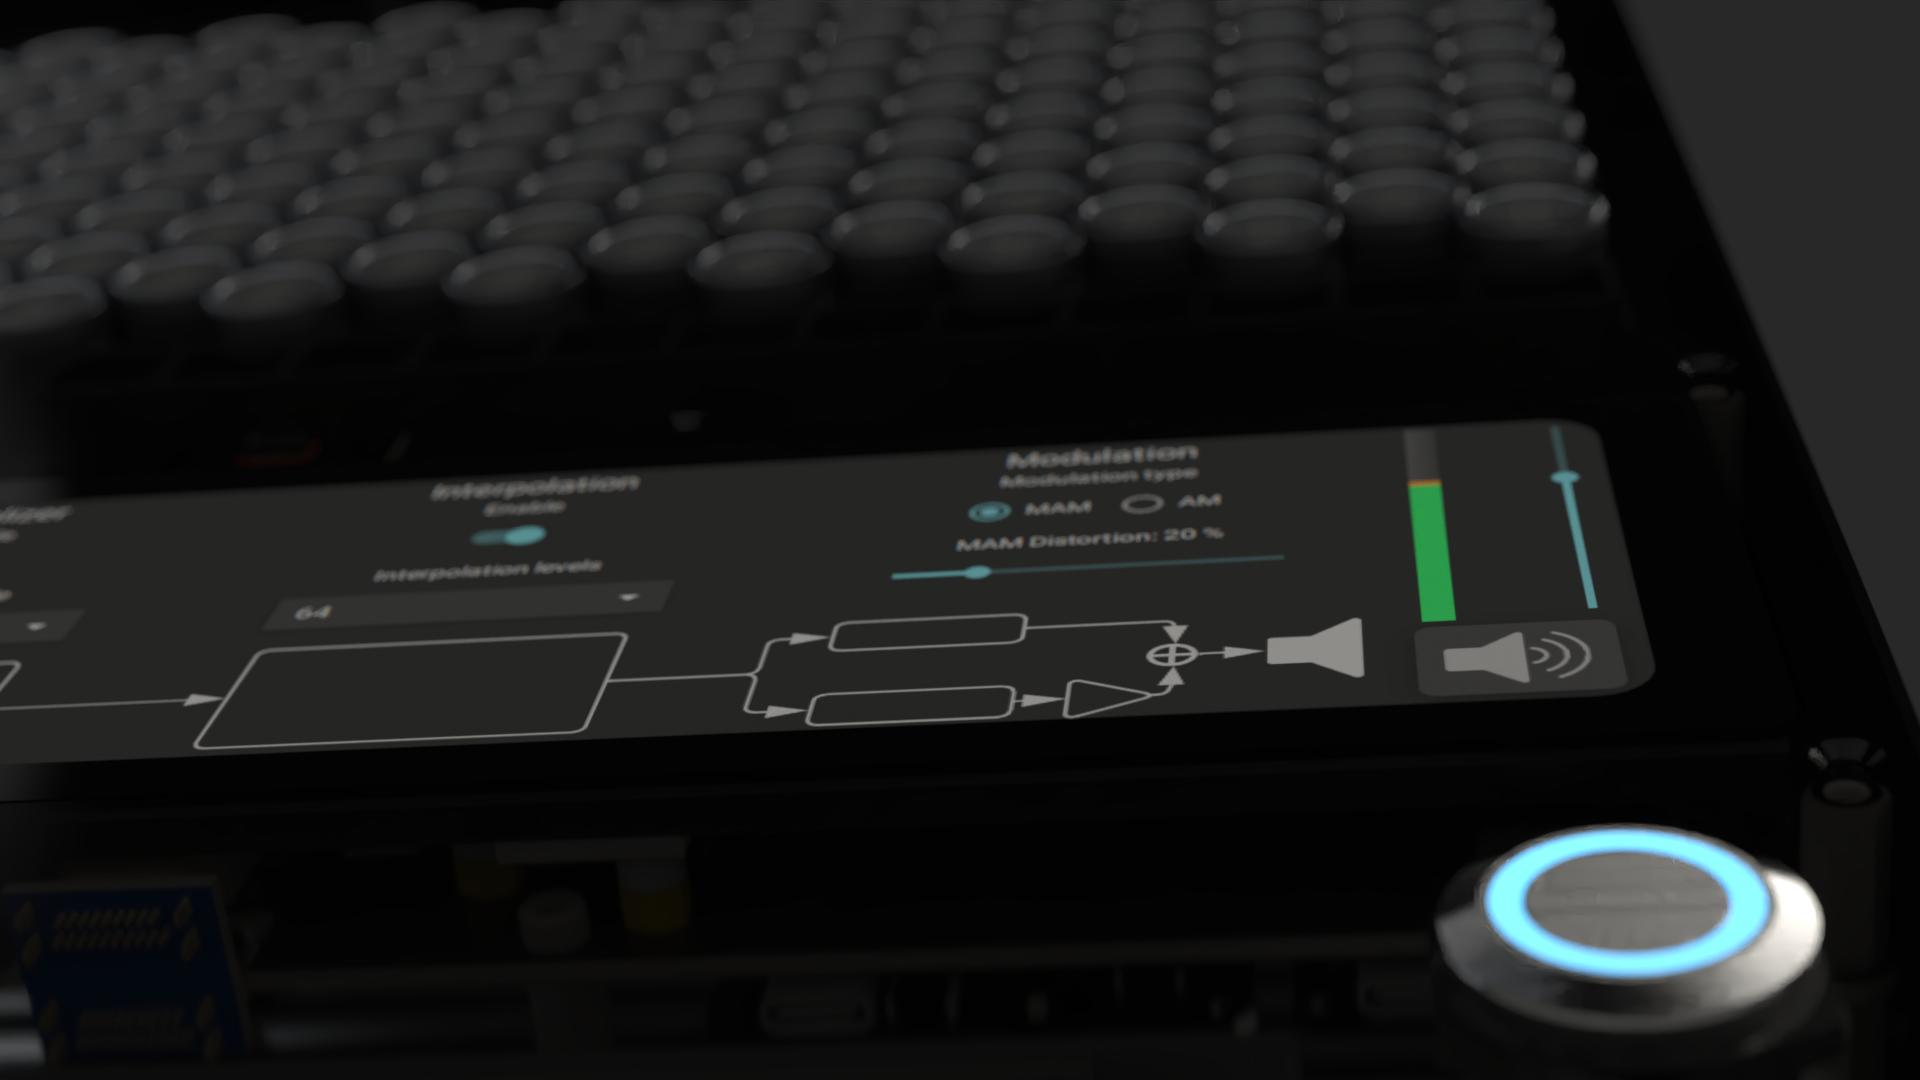 Interpolation
Enable
Interpolation levels
64
Modulation
Modulation type
MAM
AM
MAM Distortion: 20 %